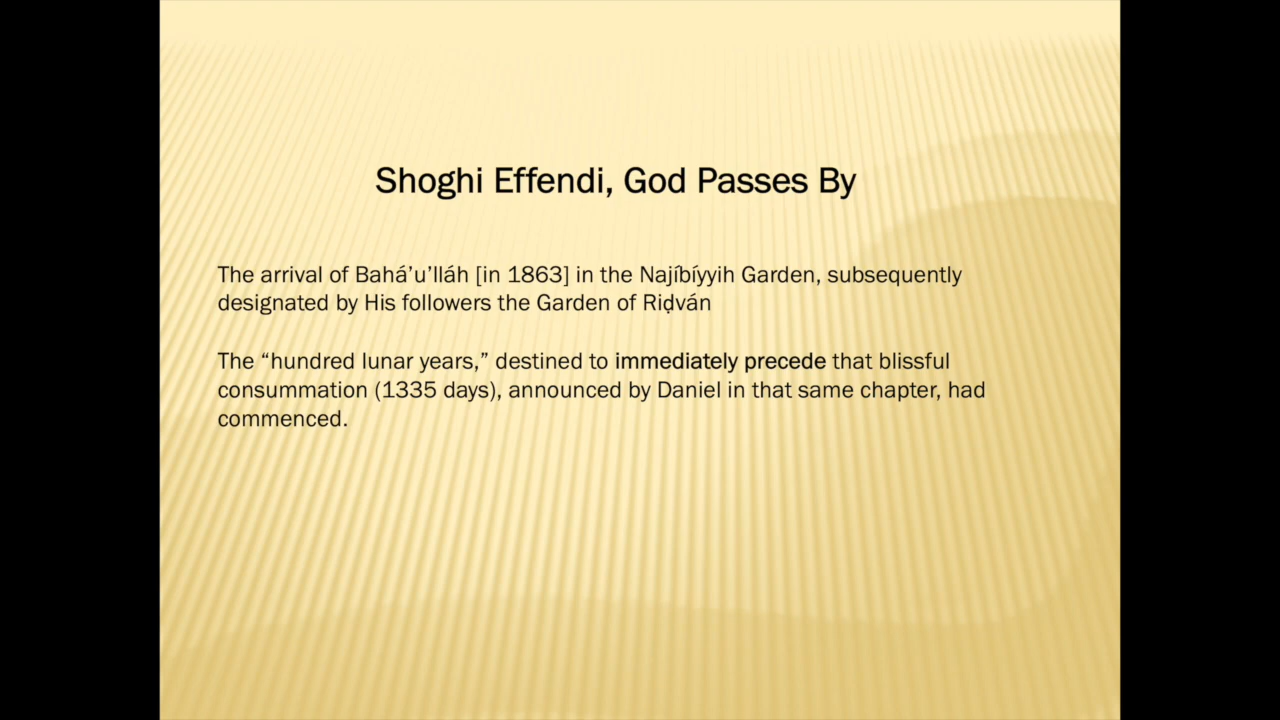 Shoghi Effendi, God Passes By
The arrival of Bahá’u’lláh [in 1863] in the Najíbíyyih Garden, subsequently
designated by His followers the Garden of Riḍván
The “hundred lunar years,” destined to immediately precede that blissful
consummation (1335 days), announced by Daniel in that same chapter, had
commenced.